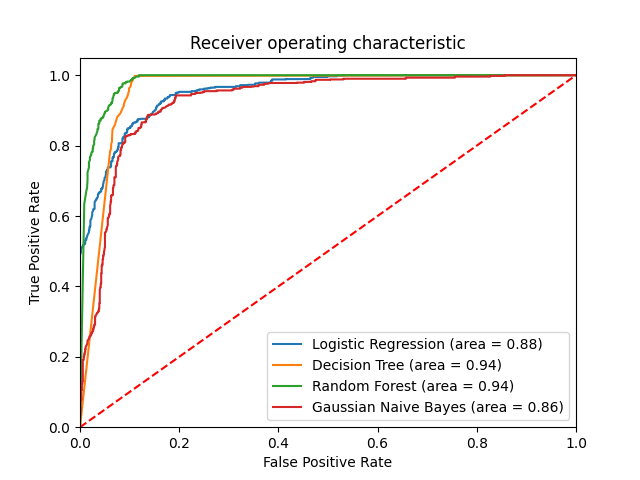 Receiver operating characteristic
True Positive Rate
1.0
0.8
0.6
0.4
0.2
0.0
Logistic Regression (area = 0.88)
Decision Tree (area = 0.94)
Random Forest (area = 0.94)
Gaussian Naive Bayes (area = 0.86)
0.0 0.2 0.4 0.6 0.8 1.0
False Positive Rate